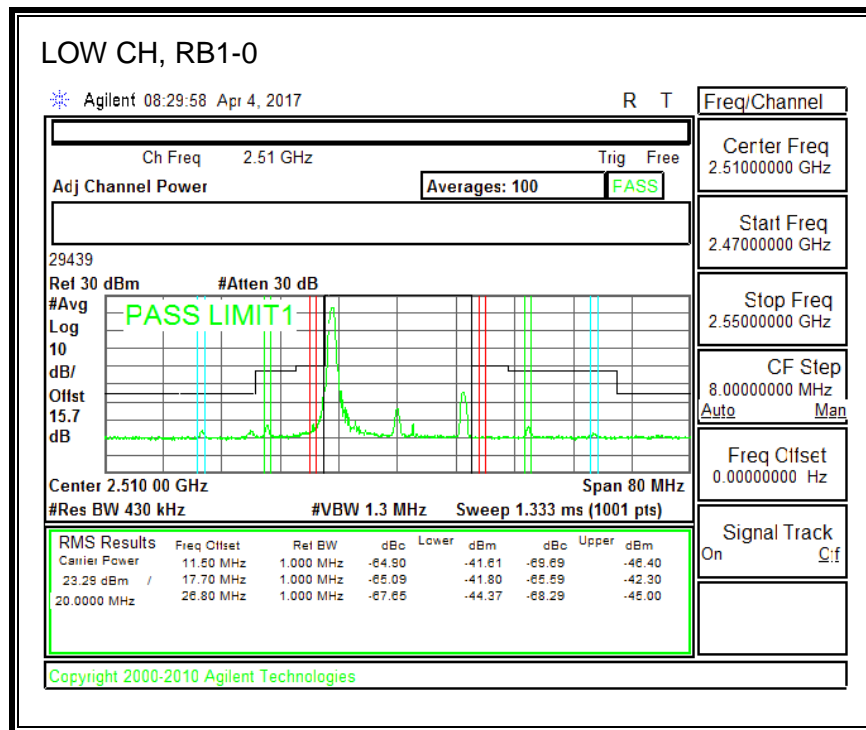 LOW CH, RB1-0
Agilent 08:29:58 Apr 4, 2017 R T
Freq/Channel
Ch Freq 2.51 GHz Trig Free
Adj Channel Power Averages: 100 PASS
Center Freq
2.51000000 GHz
Start Freq
2.47000000 GHz
Stop Freq
2.55000000 GHz
CF Step
8.00000000 MHz
Auto Man
Freq Offset
0.00000000 Hz
Signal Track
On Off
29439
Ref 30 dBm #Atten 30 dB
#Avg
Log
10
dB/
Offst
15.7
dB
PASS LIMIT1
Center 2.510 00 GHz Span 80 MHz
#Res BW 430 kHz #VBW 1.3 MHz Sweep 1.333 ms (1001 pts)
RMS Results Freq Offset Ref BW dBc Lower dBm dBc Upper dBm
Carrier Power 11.50 MHz 1.000 MHz -64.90 -41.61 -69.69 -46.40
23.29 dBm / 17.70 MHz 1.000 MHz -65.09 -41.80 -65.59 -42.30
20.0000 MHz 26.80 MHz 1.000 MHz -67.65 -44.37 -68.29 -45.00
Copyright 2000-2010 Agilent Technologies